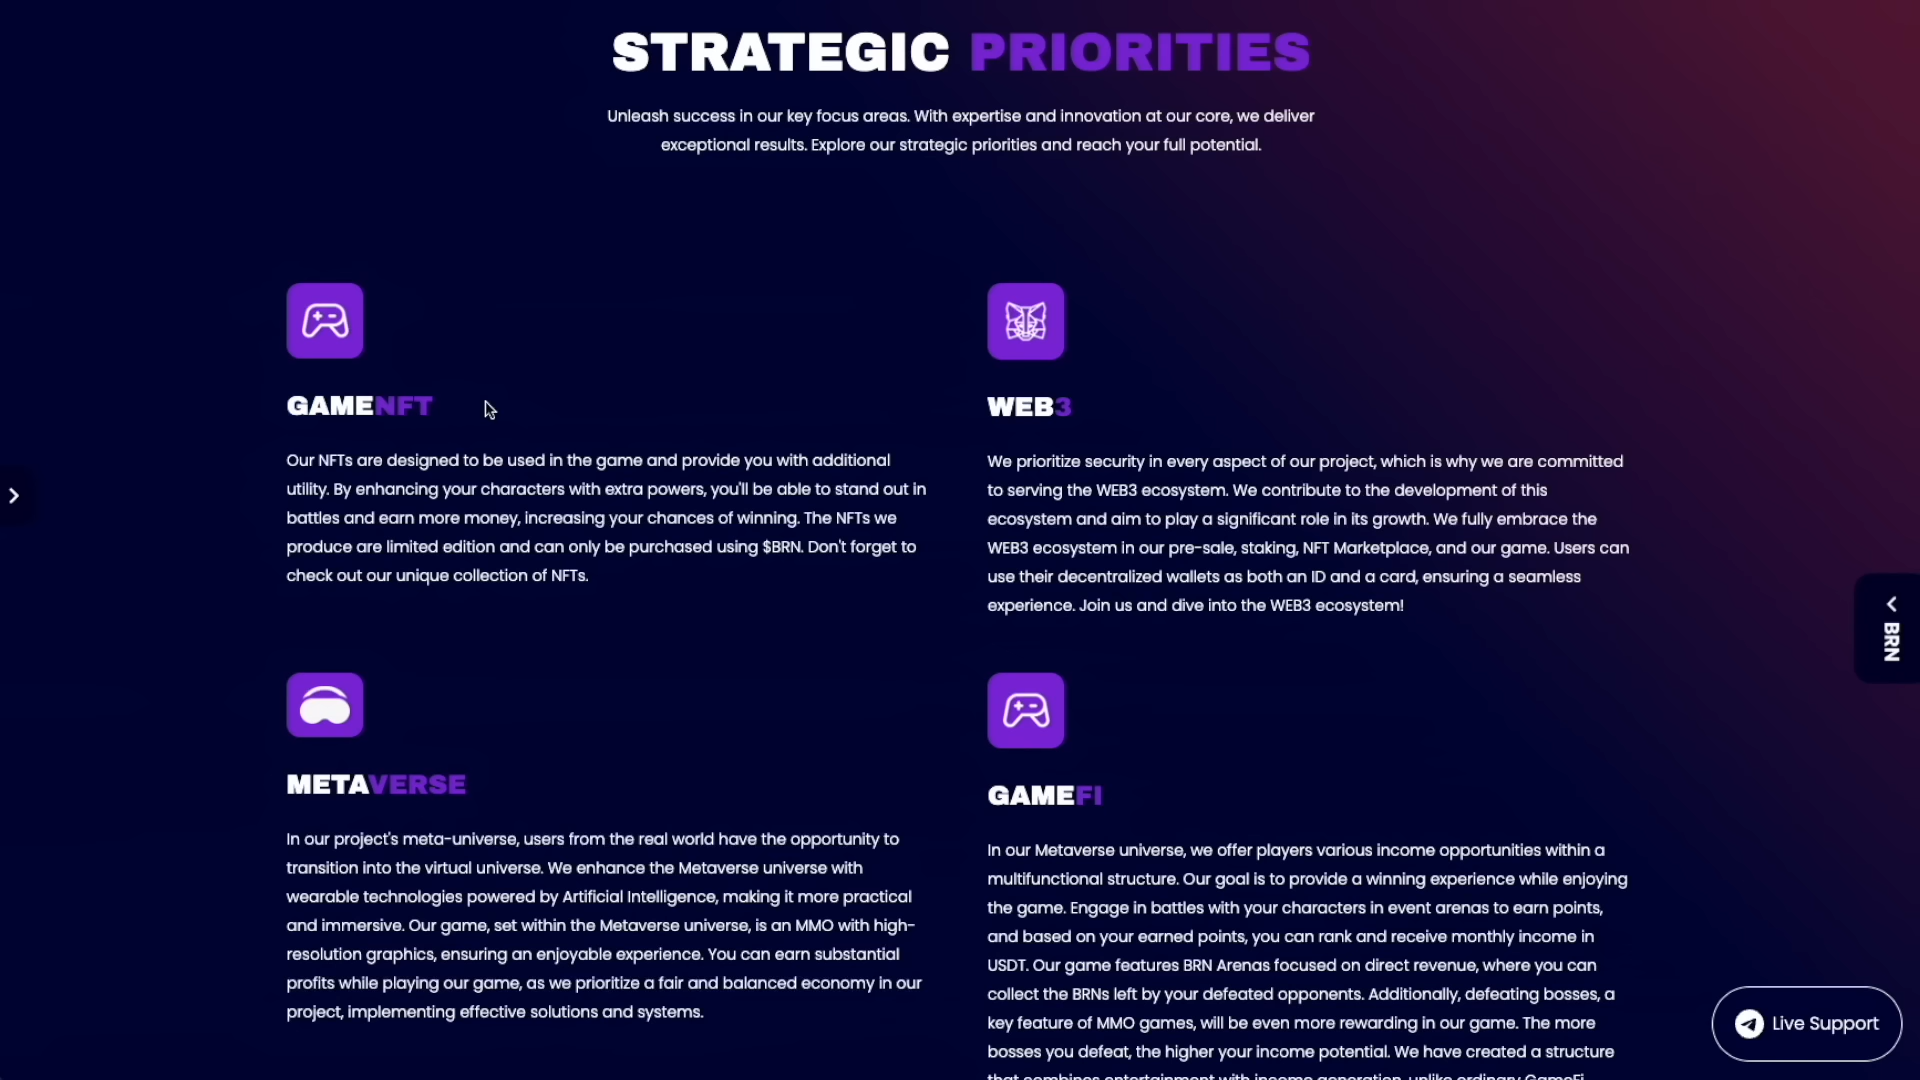 STRATEGIC PRIORITIES
Unleash success in our key focus areas. With expertise and innovation at our core, we deliver
exceptional results. Explore our strategic priorities and reach your full potential.
GAMENFT
Our NFTs are designed to be used in the game and provide you with additional
utility. By enhancing your characters with extra powers, you'll be able to stand out in
battles and earn more money, increasing your chances of winning. The NFTs we
produce are limited edition and can only be purchased using $BRN. Don't forget to
check out our unique collection of NFTs.
WEB3
We prioritize security in every aspect of our project, which is why we are committed
to serving the WEB3 ecosystem. We contribute to the development of this
ecosystem and aim to play a significant role in its growth. We fully embrace the
WEB3 ecosystem in our pre-sale, staking, NFT Marketplace, and our game. Users can
use their decentralized wallets as both an ID and a card, ensuring a seamless
experience. Join us and dive into the WEB3 ecosystem!
METAVERSE
In our project's meta-universe, users from the real world have the opportunity to
transition into the virtual universe. We enhance the Metaverse universe with
wearable technologies powered by Artificial Intelligence, making it more practical
and immersive. Our game, set within the Metaverse universe, is an MMO with high-
resolution graphics, ensuring an enjoyable experience. You can earn substantial
profits while playing our game, as we prioritize a fair and balanced economy in our
project, implementing effective solutions and systems.
GAMEFI
In our Metaverse universe, we offer players various income opportunities within a
multifunctional structure. Our goal is to provide a winning experience while enjoying
the game. Engage in battles with your characters in event arenas to earn points,
and based on your earned points, you can rank and receive monthly income in
USDT. Our game features BRN Arenas focused on direct revenue, where you can
collect the BRNs left by your defeated opponents. Additionally, defeating bosses, a
key feature of MMO games, will be even more rewarding in our game. The more
bosses you defeat, the higher your income potential. We have created a structure
that combines entertainment with income generation, unlike ordinary GameFi
BRN
Live Support